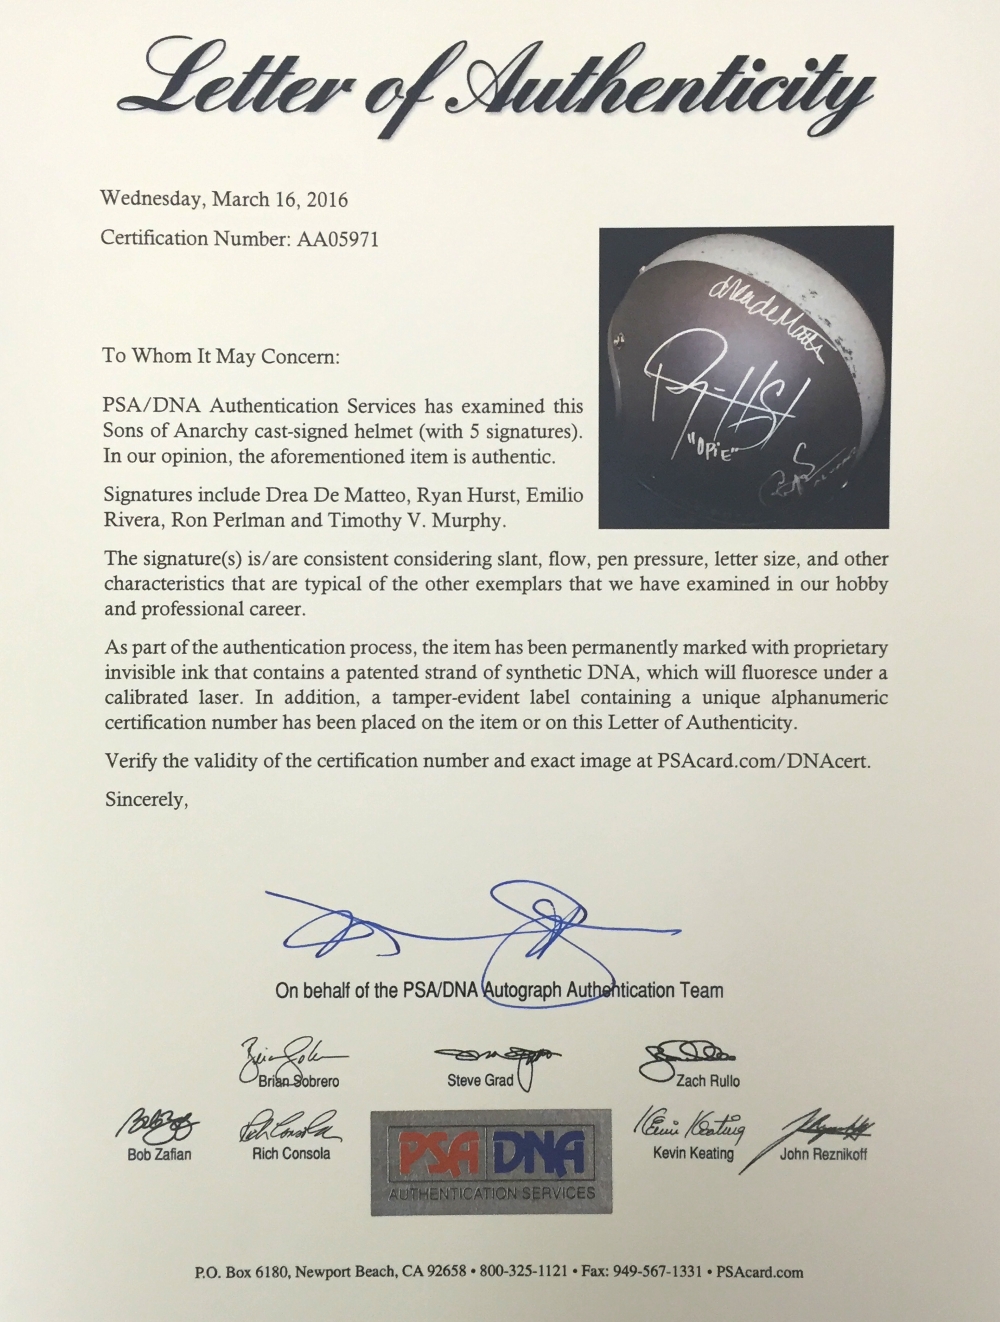 Letter of Authenticity
Wednesday, March 16, 2016
Certification Number: AA05971
Drea de Matteo
"OPiE"
To Whom It May Concern:
PSA/DNA Authentication Services has examined this
Sons of Anarchy cast-signed helmet (with 5 signatures).
In our opinion, the aforementioned item is authentic.
Signatures include Drea De Matteo, Ryan Hurst, Emilio
Rivera, Ron Perlman and Timothy V. Murphy.
The signature(s) is/are consistent considering slant, flow, pen pressure, letter size, and other
characteristics that are typical of the other exemplars that we have examined in our hobby
and professional career.
As part of the authentication process, the item has been permanently marked with proprietary
invisible ink that contains a patented strand of synthetic DNA, which will fluoresce under a
calibrated laser. In addition, a tamper-evident label containing a unique alphanumeric
certification number has been placed on the item or on this Letter of Authenticity.
Verify the validity of the certification number and exact image at PSAcard.com/DNAcert.
Sincerely,
On behalf of the PSA/DNA Autograph Authentication Team
Brian Sobrero Steve Grad Zach Rullo
Kevin Keating
Bob Zafian Rich Consola Kevin Keating John Reznikoff
PSA DNA
AUTHENTICATION SERVICES
P.O. Box 6180, Newport Beach, CA 92658 • 800-325-1121 • Fax: 949-567-1331 • PSAcard.com